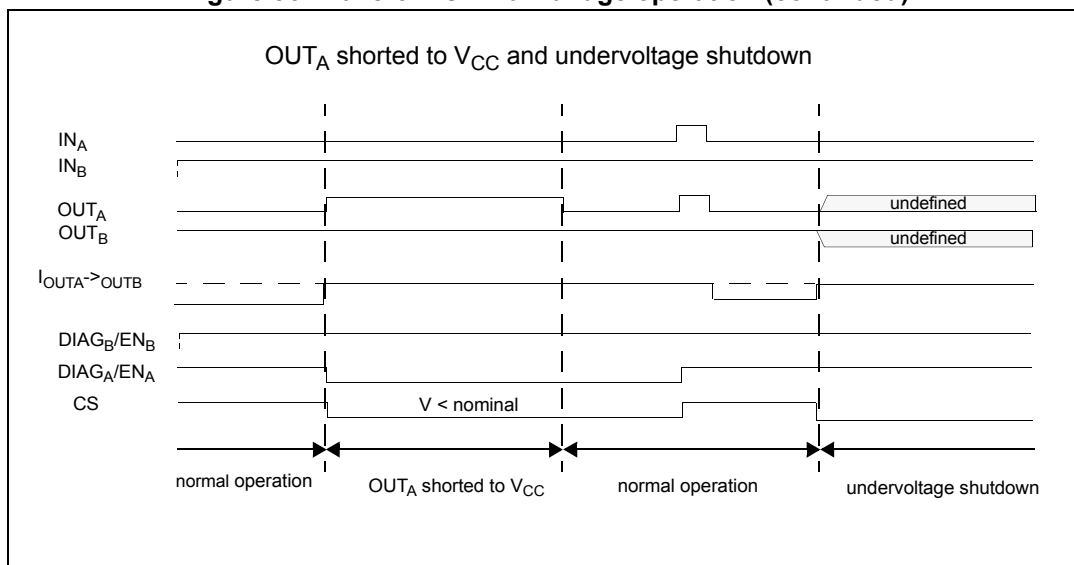 OUTA shorted to VCC and undervoltage shutdown
INA
INB
OUTA
undefined
OUTB
undefined
IOUTA->OUTB
DIAGB/ENB
DIAGA/ENA
CS
V < nominal
normal operation
OUTA shorted to VCC
normal operation
undervoltage shutdown